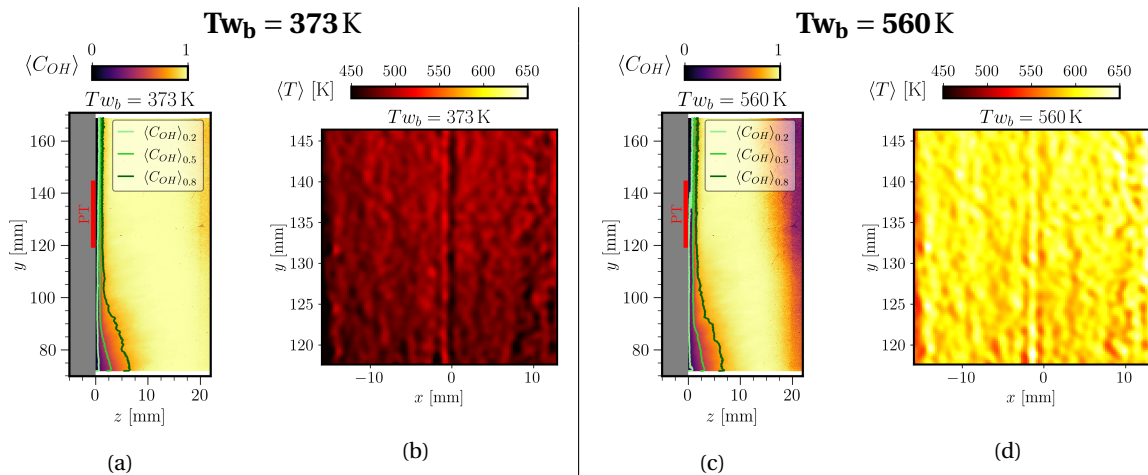 Tw_b = 373 K
Tw_b = 560 K
⟨C_OH⟩
0 1
⟨T⟩ [K]
450 500 550 600 650
Tw_b = 373 K
Tw_b = 373 K
⟨C_OH⟩_0.2
⟨C_OH⟩_0.5
⟨C_OH⟩_0.8
PT
y [mm]
160
140
120
100
80
0 10 20
z [mm]
(a)
y [mm]
145
140
135
130
125
120
−10 0 10
x [mm]
(b)
⟨C_OH⟩
0 1
⟨T⟩ [K]
450 500 550 600 650
Tw_b = 560 K
Tw_b = 560 K
⟨C_OH⟩_0.2
⟨C_OH⟩_0.5
⟨C_OH⟩_0.8
PT
y [mm]
160
140
120
100
80
0 10 20
z [mm]
(c)
y [mm]
145
140
135
130
125
120
−10 0 10
x [mm]
(d)